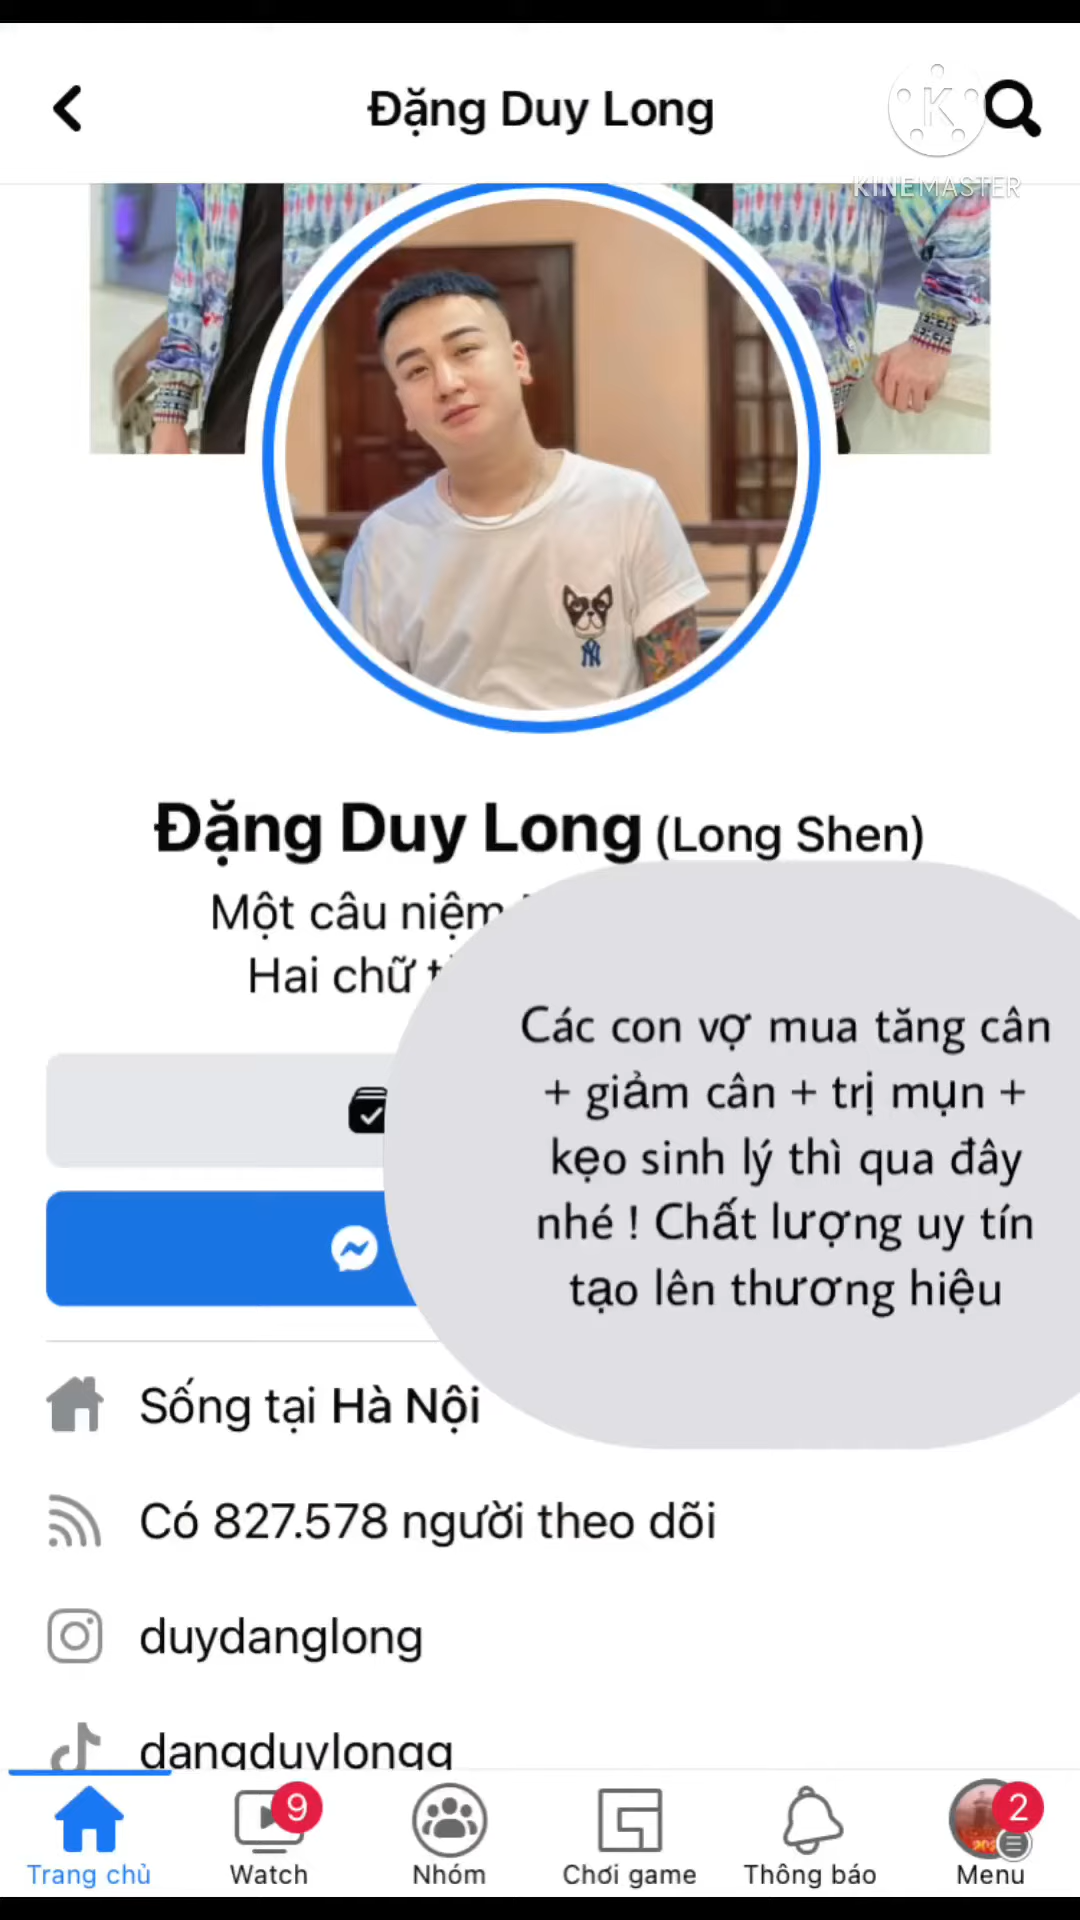 Đặng Duy Long
KINEMASTER
Đặng Duy Long (Long Shen)
Một câu niệm
Hai chữ
Các con vợ mua tăng cân
+ giảm cân + trị mụn +
kẹo sinh lý thì qua đây
nhé ! Chất lượng uy tín
tạo lên thương hiệu
Sống tại Hà Nội
Có 827.578 người theo dõi
duydanglong
dangduylongg
9
2
Trang chủ
Watch
Nhóm
Chơi game
Thông báo
Menu